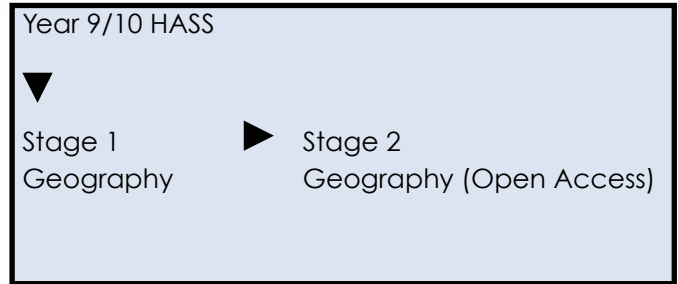 Year 9/10 HASS
Stage 1
Geography
Stage 2
Geography (Open Access)